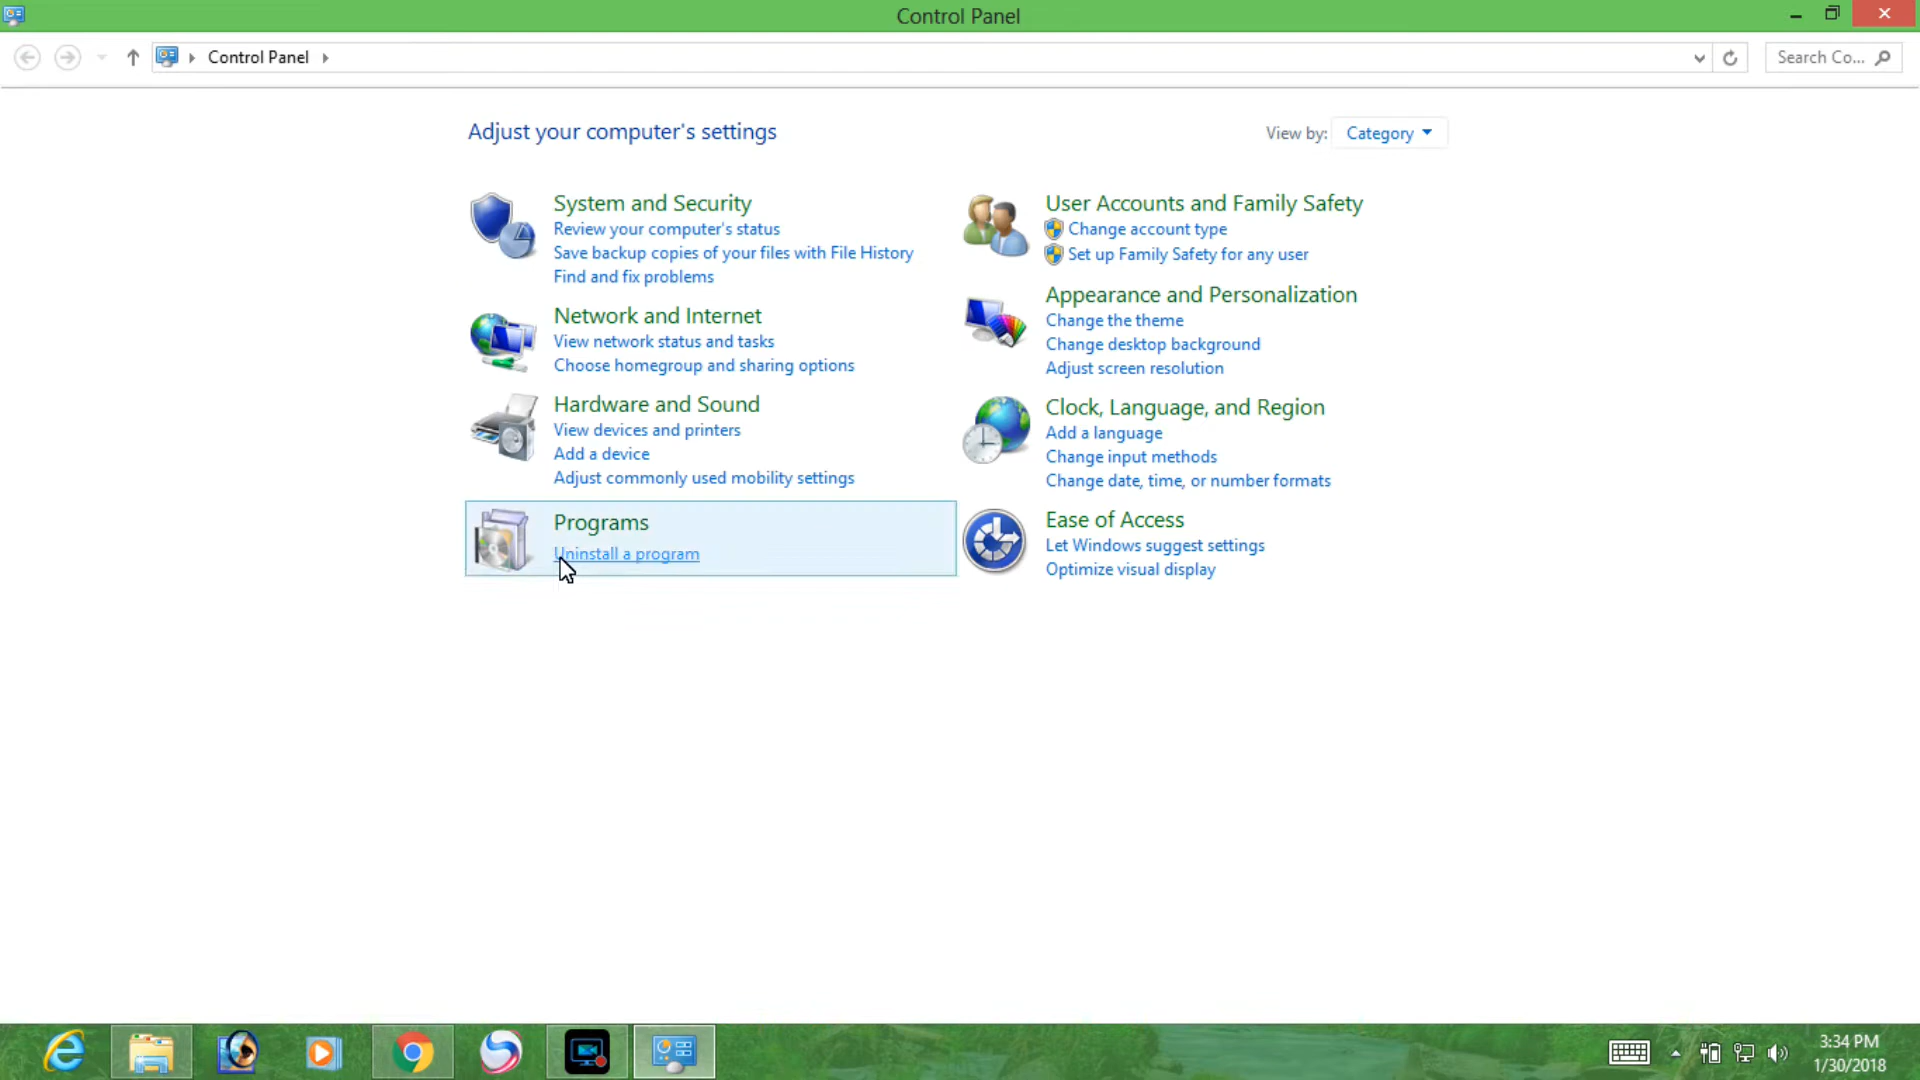 Control Panel
Control Panel
Search Co...
Adjust your computer's settings
View by: Category
System and Security
Review your computer's status
Save backup copies of your files with File History
Find and fix problems
Network and Internet
View network status and tasks
Choose homegroup and sharing options
Hardware and Sound
View devices and printers
Add a device
Adjust commonly used mobility settings
Programs
Uninstall a program
User Accounts and Family Safety
Change account type
Set up Family Safety for any user
Appearance and Personalization
Change the theme
Change desktop background
Adjust screen resolution
Clock, Language, and Region
Add a language
Change input methods
Change date, time, or number formats
Ease of Access
Let Windows suggest settings
Optimize visual display
3:34 PM
1/30/2018